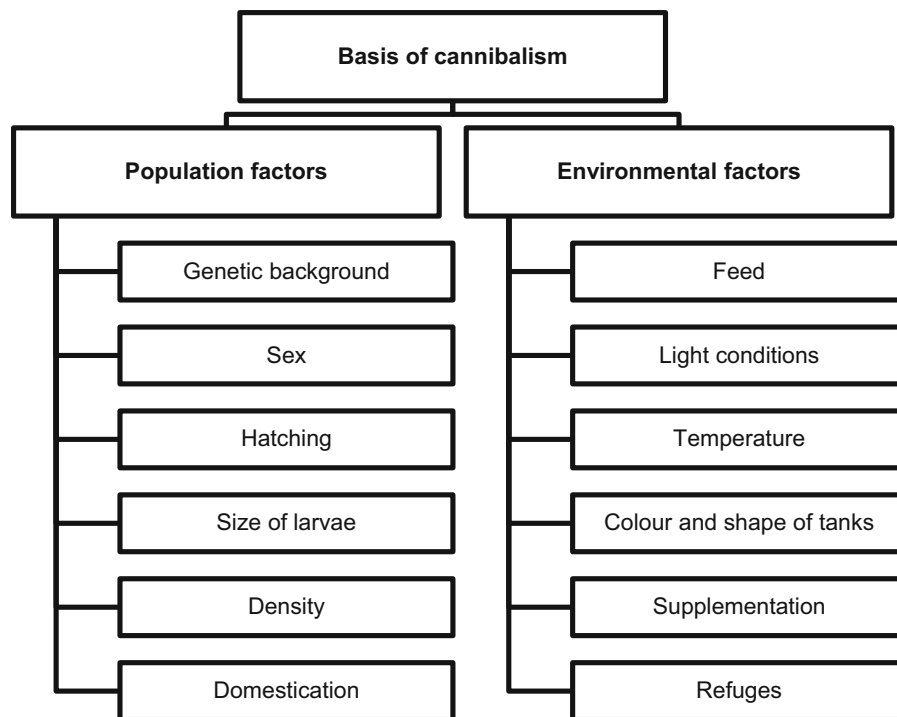 Basis of cannibalism
Population factors
Genetic background
Sex
Hatching
Size of larvae
Density
Domestication
Environmental factors
Feed
Light conditions
Temperature
Colour and shape of tanks
Supplementation
Refuges